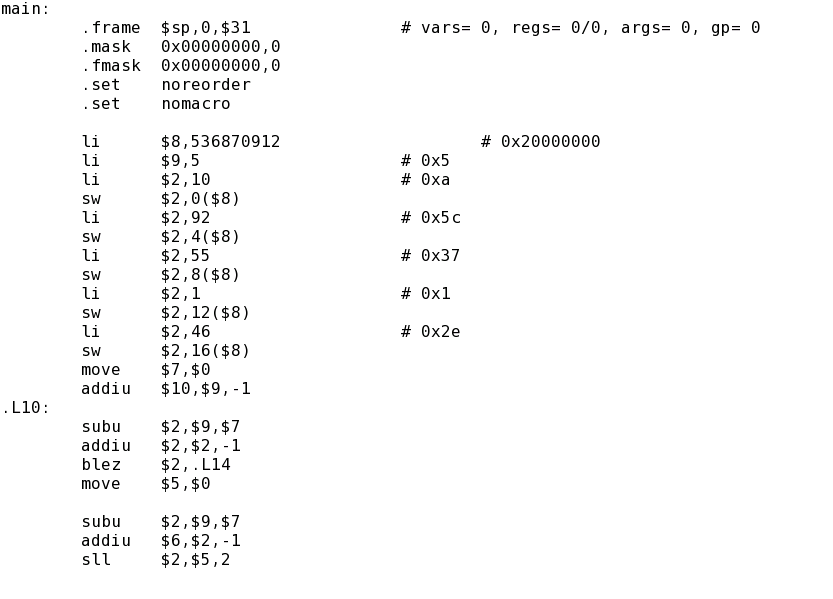 main:
.frame $sp,0,$31 # vars= 0, regs= 0/0, args= 0, gp= 0
.mask 0x00000000,0
.fmask 0x00000000,0
.set noreorder
.set nomacro
li $8,536870912 # 0x20000000
li $9,5 # 0x5
li $2,10 # 0xa
sw $2,0($8)
li $2,92 # 0x5c
sw $2,4($8)
li $2,55 # 0x37
sw $2,8($8)
li $2,1 # 0x1
sw $2,12($8)
li $2,46 # 0x2e
sw $2,16($8)
move $7,$0
addiu $10,$9,-1
.L10:
subu $2,$9,$7
addiu $2,$2,-1
blez $2,.L14
move $5,$0
subu $2,$9,$7
addiu $6,$2,-1
sll $2,$5,2